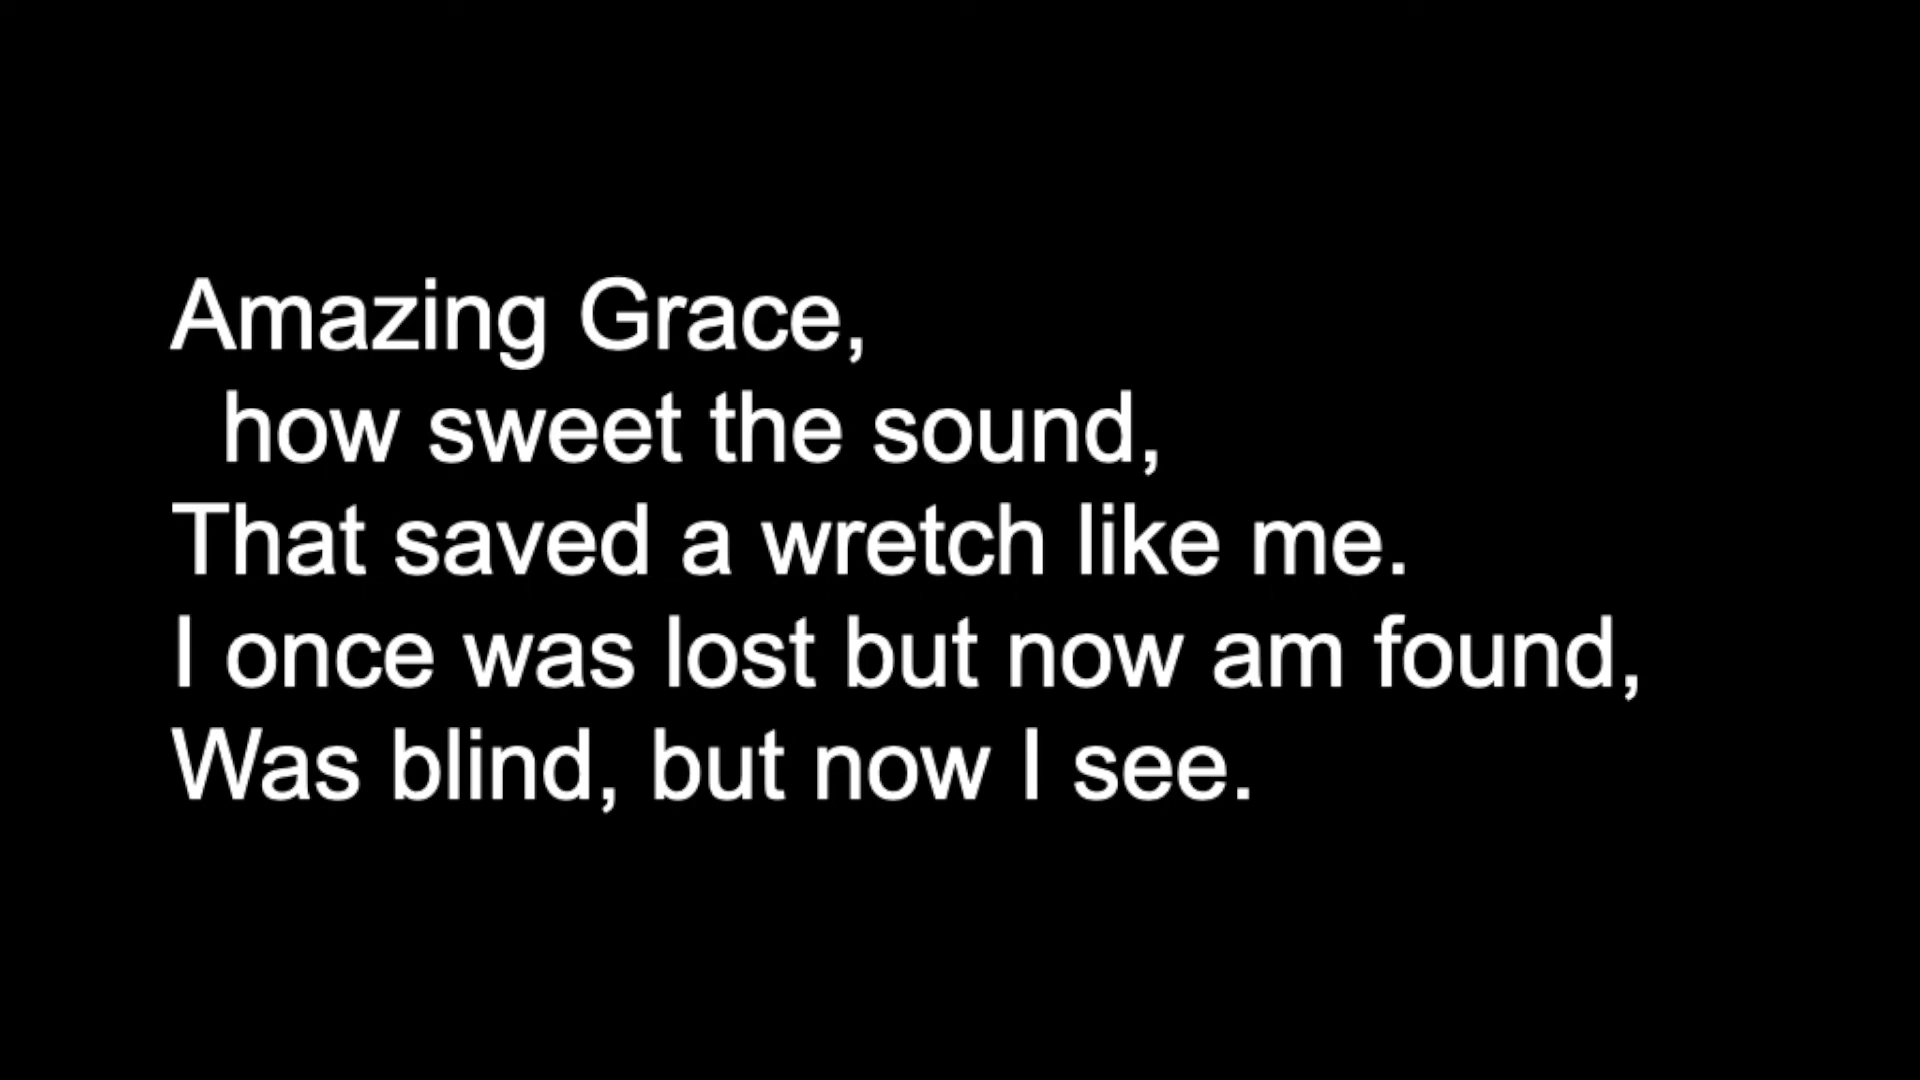 Amazing Grace,
how sweet the sound,
That saved a wretch like me.
I once was lost but now am found,
Was blind, but now I see.